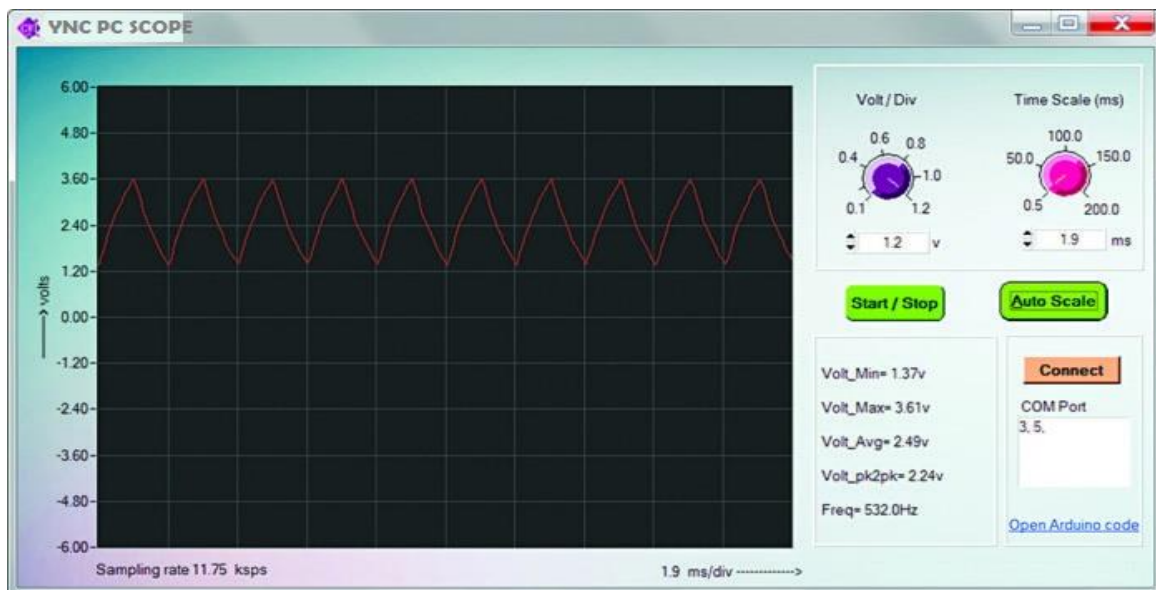 YNC PC SCOPE
6.00
4.80
3.60
2.40
1.20
0.00
-1.20
-2.40
-3.60
-4.80
-6.00
-----> volts
Sampling rate 11.75 ksps
1.9 ms/div ------------->
Volt / Div
0.1
0.4
0.6
0.8
1.0
1.2
1.2 v
Time Scale (ms)
0.5
50.0
100.0
150.0
200.0
1.9 ms
Start / Stop
Auto Scale
Volt_Min= 1.37v
Volt_Max= 3.61v
Volt_Avg= 2.49v
Volt_pk2pk= 2.24v
Freq= 532.0Hz
Connect
COM Port
3, 5,
Open Arduino code